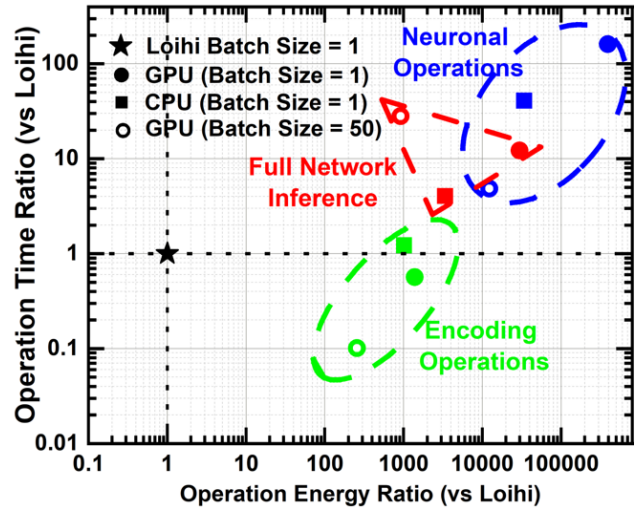 Operation Time Ratio (vs Loihi)
100
10
1
0.1
0.01
Loihi Batch Size = 1
GPU (Batch Size = 1)
CPU (Batch Size = 1)
GPU (Batch Size = 50)
Neuronal
Operations
Full Network
Inference
Encoding
Operations
0.1 1 10 100 1000 10000 100000
Operation Energy Ratio (vs Loihi)